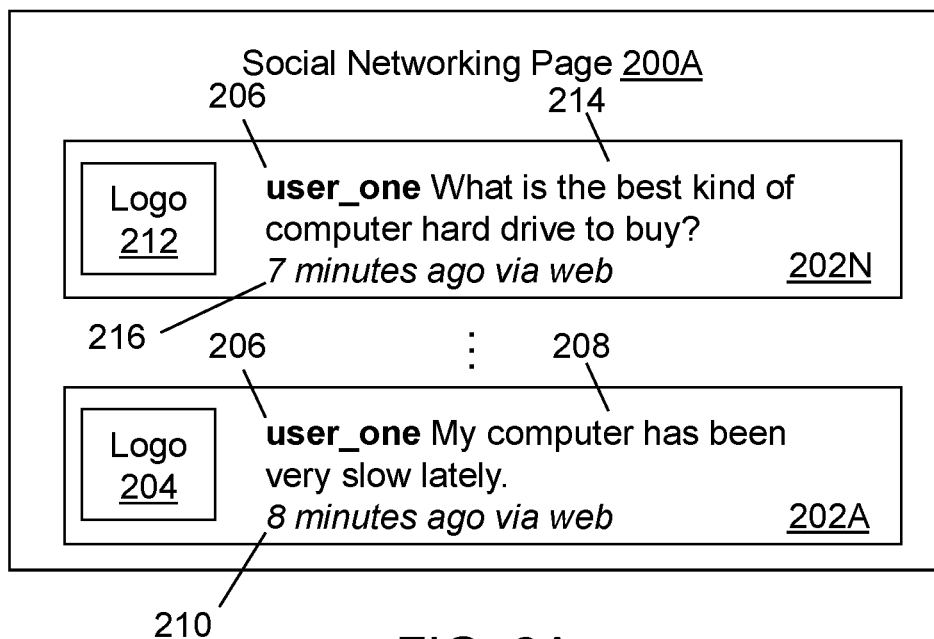 Social Networking Page 200A
206
214
Logo
212
user_one What is the best kind of
computer hard drive to buy?
7 minutes ago via web
202N
216
206
208
Logo
204
user_one My computer has been
very slow lately.
8 minutes ago via web
202A
210